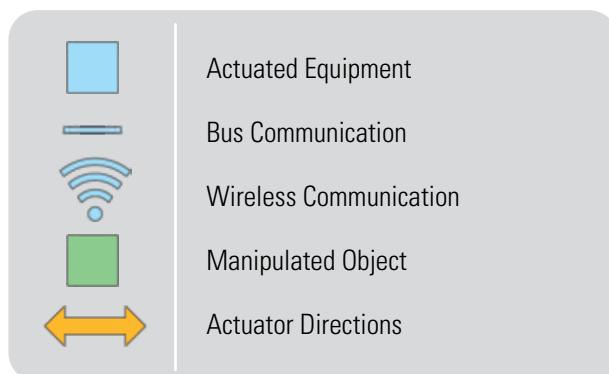 Actuated Equipment
Bus Communication
Wireless Communication
Manipulated Object
Actuator Directions